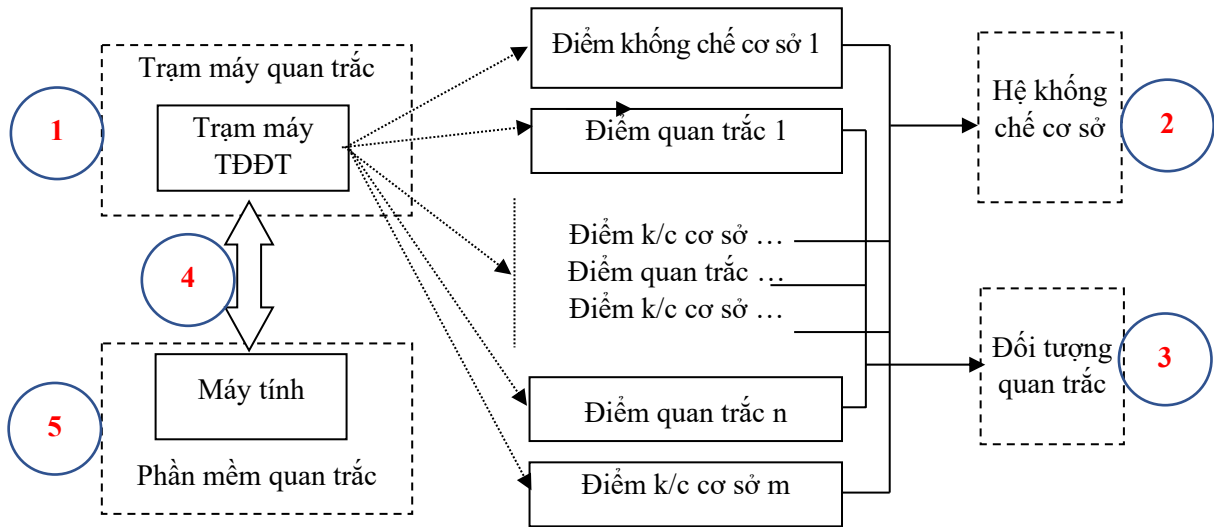 Trạm máy quan trắc
1
Trạm máy
TĐĐT
4
5
Máy tính
Phần mềm quan trắc
Điểm khống chế cơ sở 1
Điểm quan trắc 1
Điểm k/c cơ sở …
Điểm quan trắc …
Điểm k/c cơ sở …
Điểm quan trắc n
Điểm k/c cơ sở m
Hệ khống
chế cơ sở
2
Đối tượng
quan trắc
3